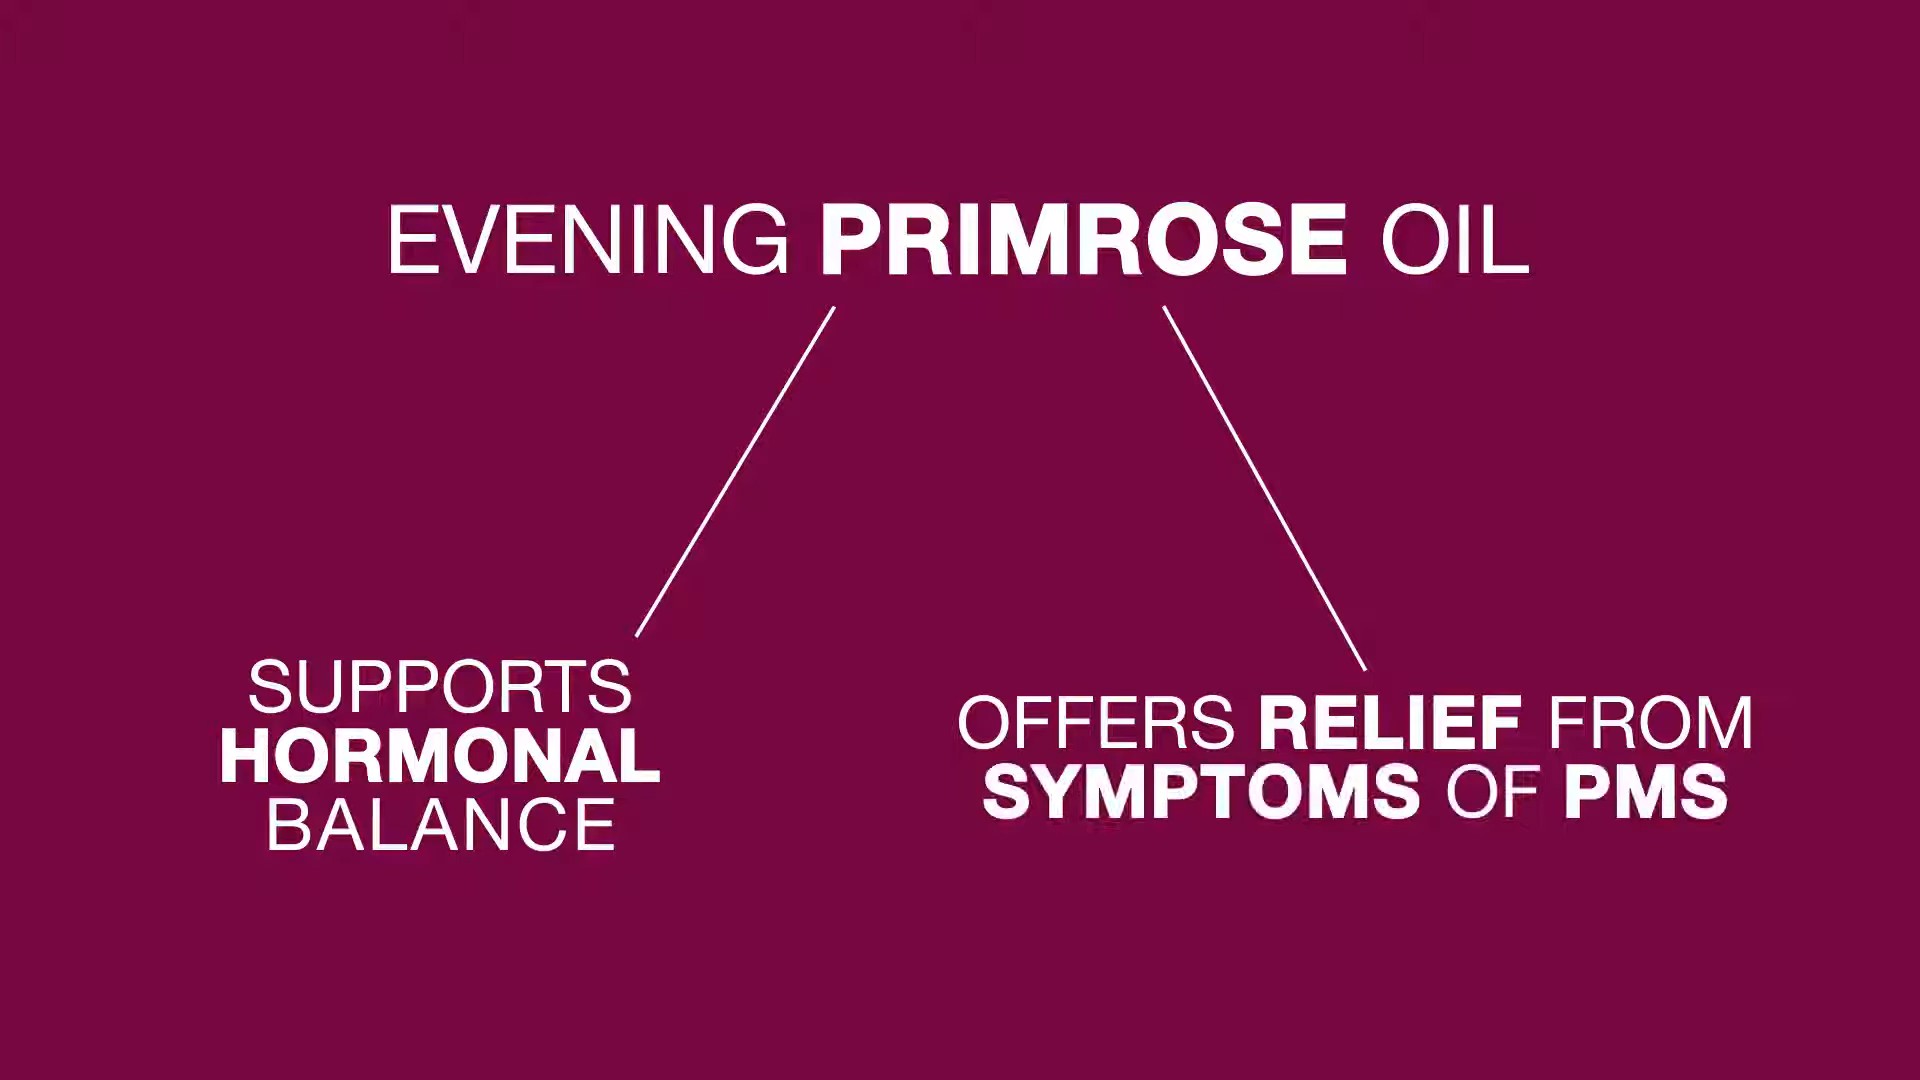 EVENING PRIMROSE OIL
SUPPORTS
HORMONAL
BALANCE
OFFERS RELIEF FROM
SYMPTOMS OF PMS